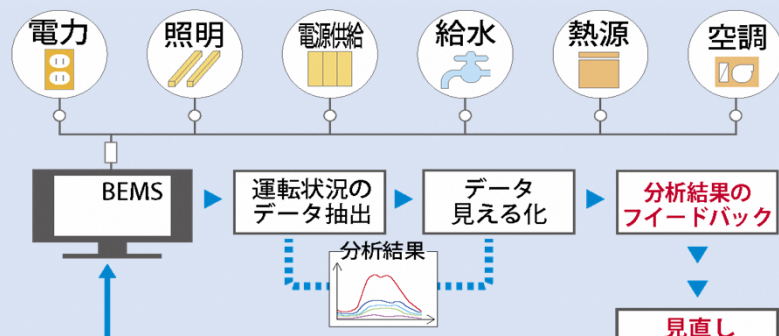 電力
照明
電源供給
給水
熱源
空調
BEMS
運転状況の
データ抽出
データ
見える化
分析結果の
フイードバック
分析結果
見直し